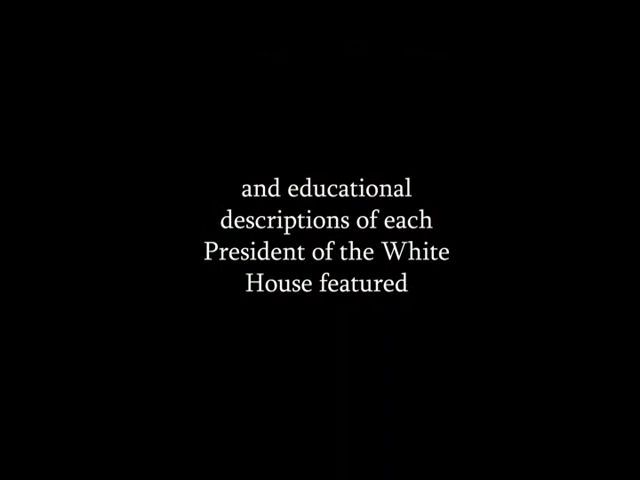 and educational
descriptions of each
President of the White
House featured